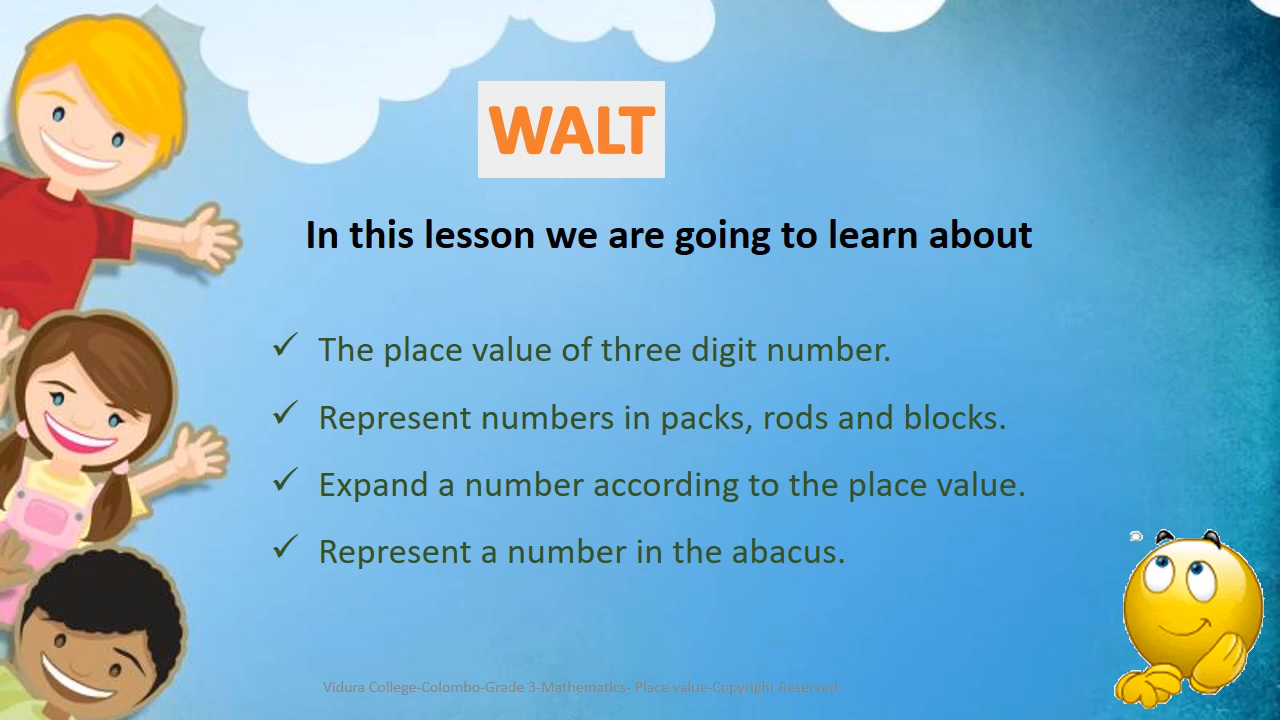 WALT
In this lesson we are going to learn about
✓ The place value of three digit number.
✓ Represent numbers in packs, rods and blocks.
✓ Expand a number according to the place value.
✓ Represent a number in the abacus.
Vidura College-Colombo-Grade 3-Mathematics- Place value-Copyright Reserved